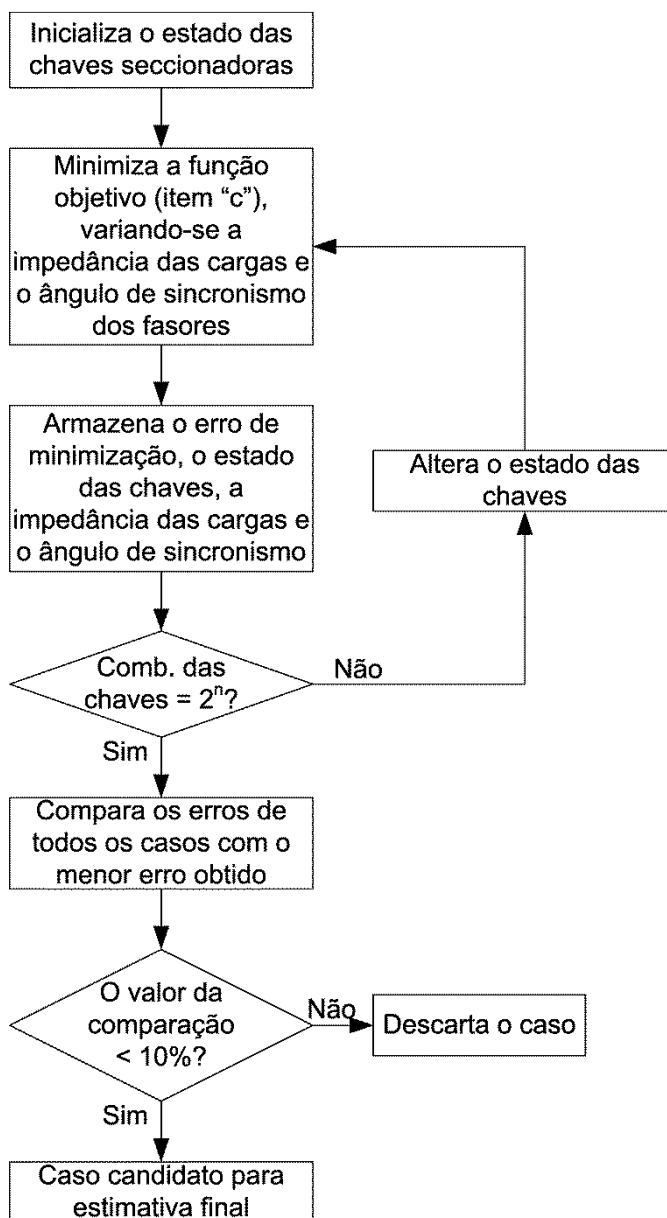 Inicializa o estado das
chaves seccionadoras
Minimiza a função
objetivo (item “c”),
variando-se a
impedância das cargas e
o ângulo de sincronismo
dos fasores
Armazena o erro de
minimização, o estado
das chaves, a
impedância das cargas e
o ângulo de sincronismo
Altera o estado das
chaves
Comb. das
chaves = 2ⁿ?
Não
Sim
Compara os erros de
todos os casos com o
menor erro obtido
O valor da
comparação
< 10%?
Não
Descarta o caso
Sim
Caso candidato para
estimativa final